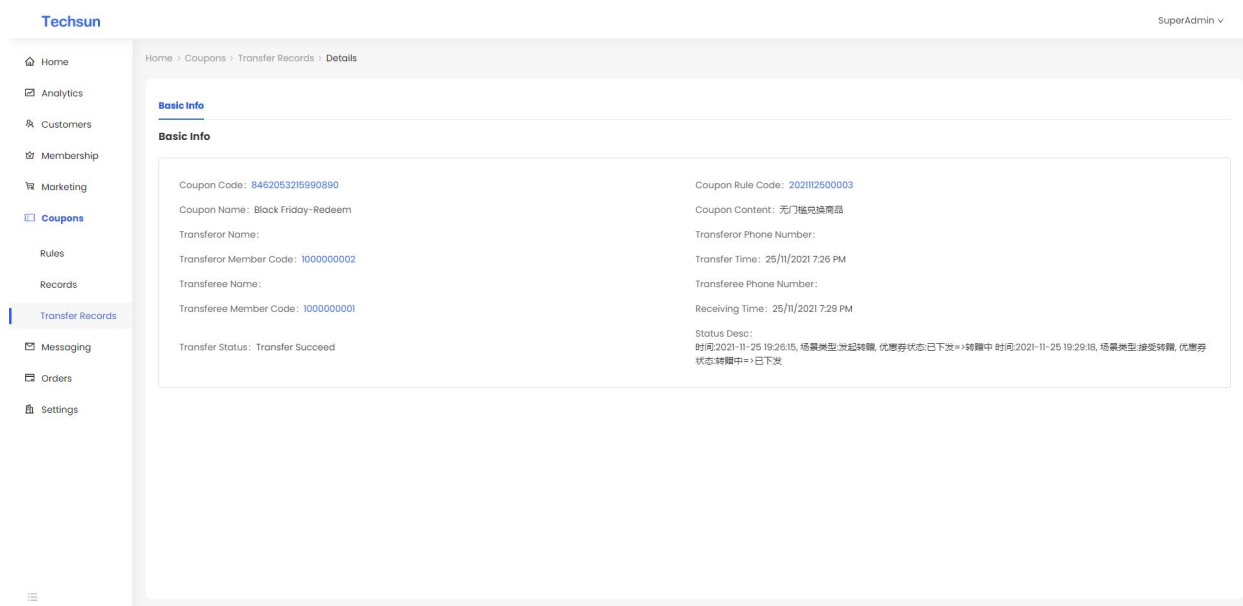 Techsun
SuperAdmin
Home
Analytics
Customers
Membership
Marketing
Coupons
Rules
Records
Transfer Records
Messaging
Orders
Settings
Home › Coupons › Transfer Records › Details
Basic Info
Basic Info
Coupon Code: 8462053215990890
Coupon Rule Code: 2021112500003
Coupon Name: Black Friday-Redeem
Coupon Content: 无门槛兑换商品
Transferor Name:
Transferor Phone Number:
Transferor Member Code: 1000000002
Transfer Time: 25/11/2021 7:26 PM
Transferee Name:
Transferee Phone Number:
Transferee Member Code: 1000000001
Receiving Time: 25/11/2021 7:29 PM
Transfer Status: Transfer Succeed
Status Desc:
时间:2021-11-25 19:26:15, 场景类型:发起转赠, 优惠券状态:已下发=>转赠中 时间:2021-11-25 19:29:18, 场景类型:接受转赠, 优惠券
状态:转赠中=>已下发